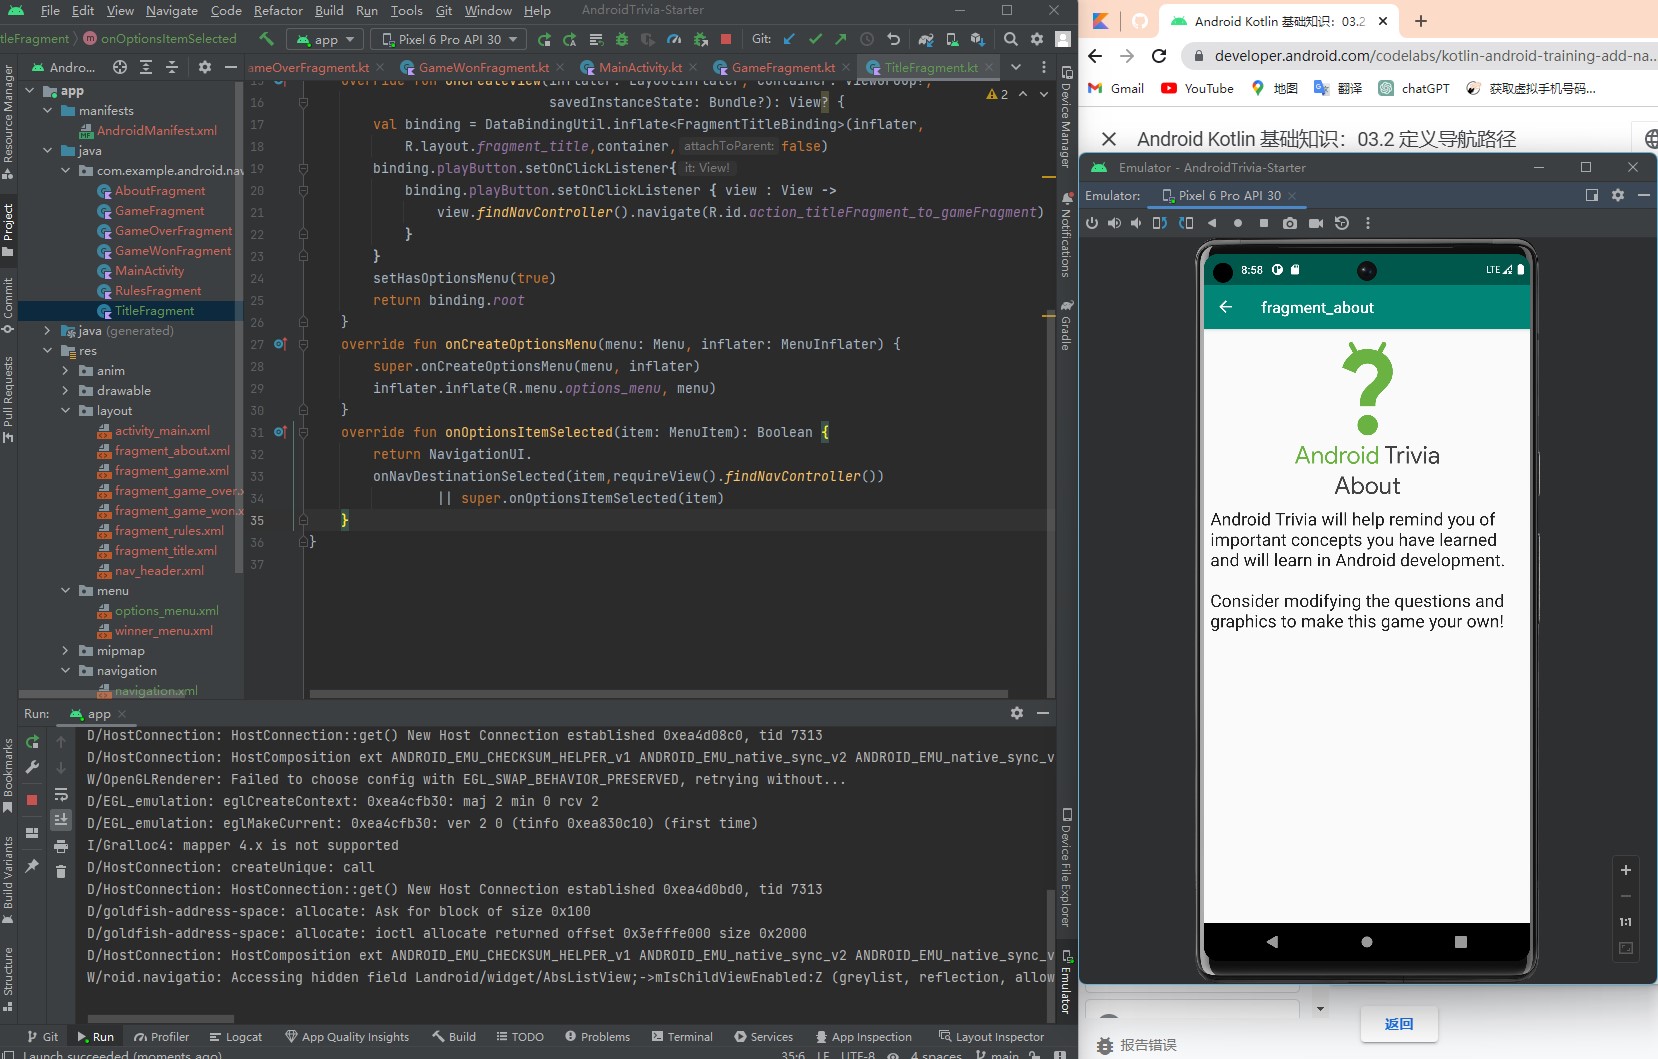 File Edit View Navigate Code Refactor Build Run Tools Git Window Help AndroidTrivia-Starter
tleFragment onOptionsItemSelected app Pixel 6 Pro API 30 Git:
Andro...
ameOverFragment.kt GameWonFragment.kt MainActivity.kt GameFragment.kt TitleFragment.kt
app
manifests
AndroidManifest.xml
java
com.example.android.nav
AboutFragment
GameFragment
GameOverFragment
GameWonFragment
MainActivity
RulesFragment
TitleFragment
java (generated)
res
anim
drawable
layout
activity_main.xml
fragment_about.xml
fragment_game.xml
fragment_game_over.x
fragment_game_won.x
fragment_rules.xml
fragment_title.xml
nav_header.xml
menu
options_menu.xml
winner_menu.xml
mipmap
navigation
navigation.xml
Resource Manager
Project
Commit
Pull Requests
Bookmarks
Build Variants
Structure
2
16 savedInstanceState: Bundle?): View? {
17 val binding = DataBindingUtil.inflate<FragmentTitleBinding>(inflater,
18 R.layout.fragment_title,container, attachToParent: false)
19 binding.playButton.setOnClickListener{ it: View!
20 binding.playButton.setOnClickListener { view : View ->
21 view.findNavController().navigate(R.id.action_titleFragment_to_gameFragment)
22 }
23 }
24 setHasOptionsMenu(true)
25 return binding.root
26 }
27 override fun onCreateOptionsMenu(menu: Menu, inflater: MenuInflater) {
28 super.onCreateOptionsMenu(menu, inflater)
29 inflater.inflate(R.menu.options_menu, menu)
30 }
31 override fun onOptionsItemSelected(item: MenuItem): Boolean {
32 return NavigationUI.
33 onNavDestinationSelected(item,requireView().findNavController())
34 || super.onOptionsItemSelected(item)
35 }
36 }
37
Device Manager
Notifications
Gradle
Device File Explorer
Emulator
Run: app
D/HostConnection: HostConnection::get() New Host Connection established 0xea4d08c0, tid 7313
D/HostConnection: HostComposition ext ANDROID_EMU_CHECKSUM_HELPER_v1 ANDROID_EMU_native_sync_v2 ANDROID_EMU_native_sync_v
W/OpenGLRenderer: Failed to choose config with EGL_SWAP_BEHAVIOR_PRESERVED, retrying without...
D/EGL_emulation: eglCreateContext: 0xea4cfb30: maj 2 min 0 rcv 2
D/EGL_emulation: eglMakeCurrent: 0xea4cfb30: ver 2 0 (tinfo 0xea830c10) (first time)
I/Gralloc4: mapper 4.x is not supported
D/HostConnection: createUnique: call
D/HostConnection: HostConnection::get() New Host Connection established 0xea4d0bd0, tid 7313
D/goldfish-address-space: allocate: Ask for block of size 0x100
D/goldfish-address-space: allocate: ioctl allocate returned offset 0x3efffe000 size 0x2000
D/HostConnection: HostComposition ext ANDROID_EMU_CHECKSUM_HELPER_v1 ANDROID_EMU_native_sync_v2 ANDROID_EMU_native_sync_v
W/roid.navigatio: Accessing hidden field Landroid/widget/AbsListView;->mIsChildViewEnabled:Z (greylist, reflection, allow
Git Run Profiler Logcat App Quality Insights Build TODO Problems Terminal Services App Inspection Layout Inspector
Launch succeeded (moments ago) 35:6 LF UTF-8 4 spaces main
Android Kotlin 基础知识：03.2
developer.android.com/codelabs/kotlin-android-training-add-na...
Gmail YouTube 地图 翻译 chatGPT 获取虚拟手机号码...
Android Kotlin 基础知识：03.2 定义导航路径
Emulator - AndroidTrivia-Starter
Emulator: Pixel 6 Pro API 30
8:58 LTE
fragment_about
Android Trivia
About
Android Trivia will help remind you of
important concepts you have learned
and will learn in Android development.
Consider modifying the questions and
graphics to make this game your own!
1:1
返回
报告错误